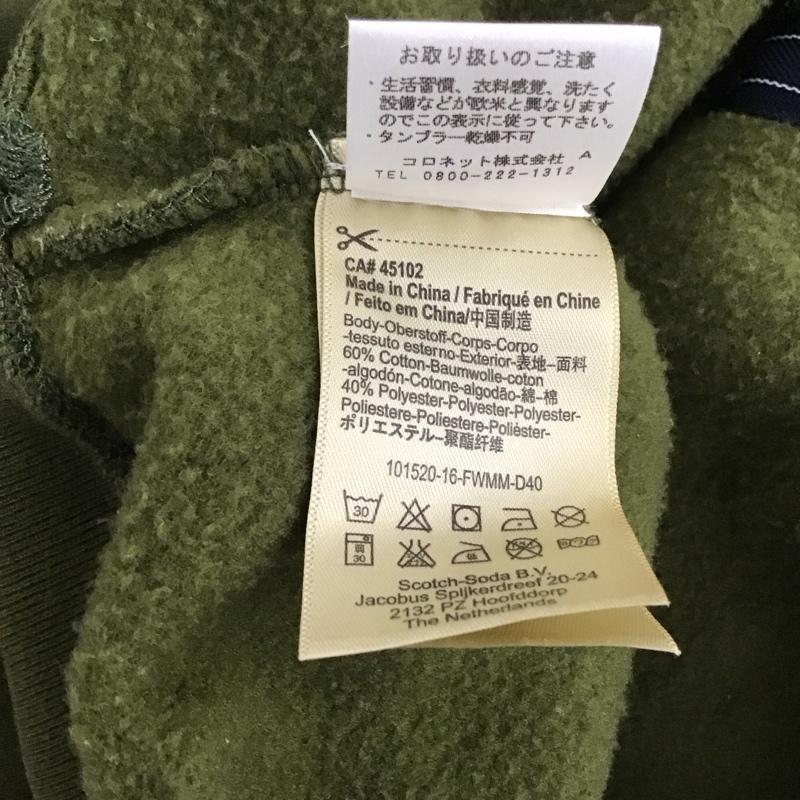 お取り扱いのご注意
・生活習慣、衣料感覚、洗たく
設備などが欧米と異なります
のでこの表示に従って下さい。
・タンブラー乾燥不可
コロネット株式会社 A
TEL 0800-222-1312
CA# 45102
Made in China / Fabriqué en Chine
/ Feito em China/中国制造
Body-Oberstoff-Corps-Corpo
-tessuto esterno-Exterior-表地-面料
60% Cotton-Baumwolle-coton
-algodón-Cotone-algodão-綿-棉
40% Polyester-Polyester-Polyester-
Poliestere-Poliestere-Polièster-
ポリエステル-聚酯纤维
101520-16-FWMM-D40
30
弱
30
低
Scotch-Soda B.V.
Jacobus Spijkerdreef 20-24
2132 PZ Hoofddorp
The Netherlands